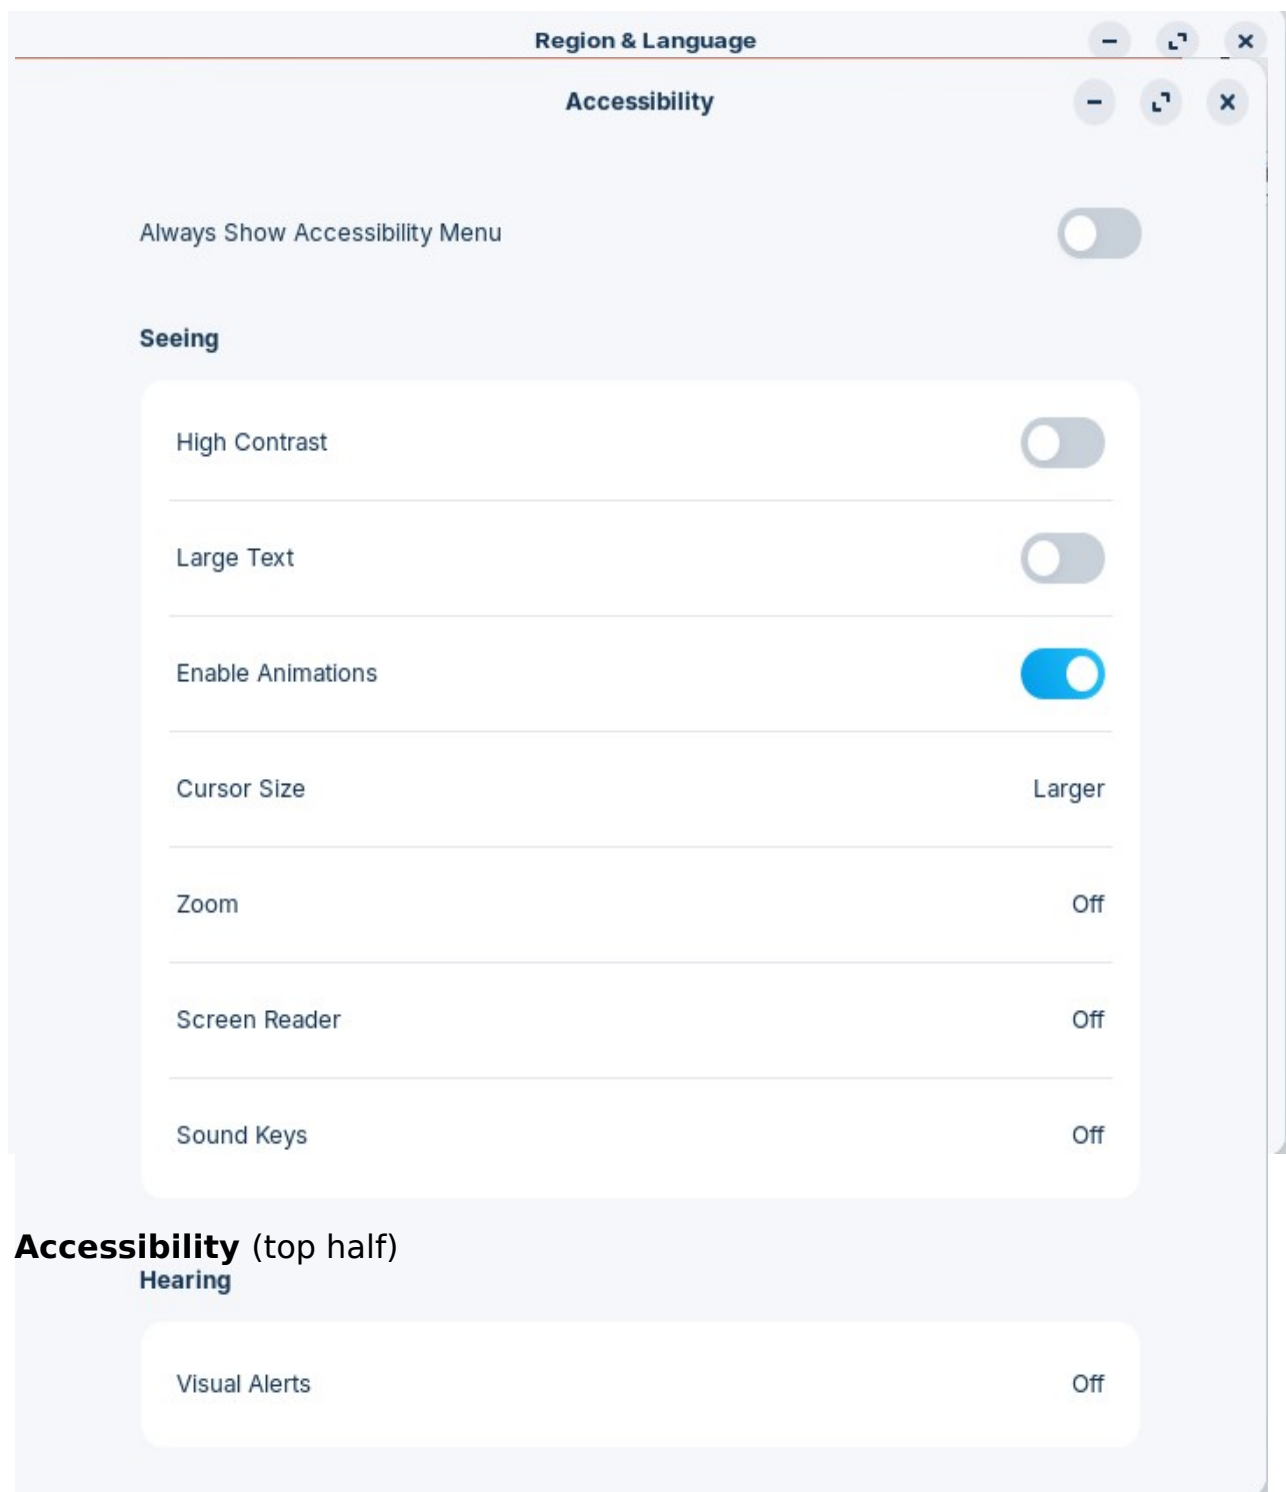 Region & Language
Accessibility
Always Show Accessibility Menu
Seeing
High Contrast
Large Text
Enable Animations
Cursor Size Larger
Zoom Off
Screen Reader Off
Sound Keys Off
Accessibility (top half)
Hearing
Visual Alerts Off